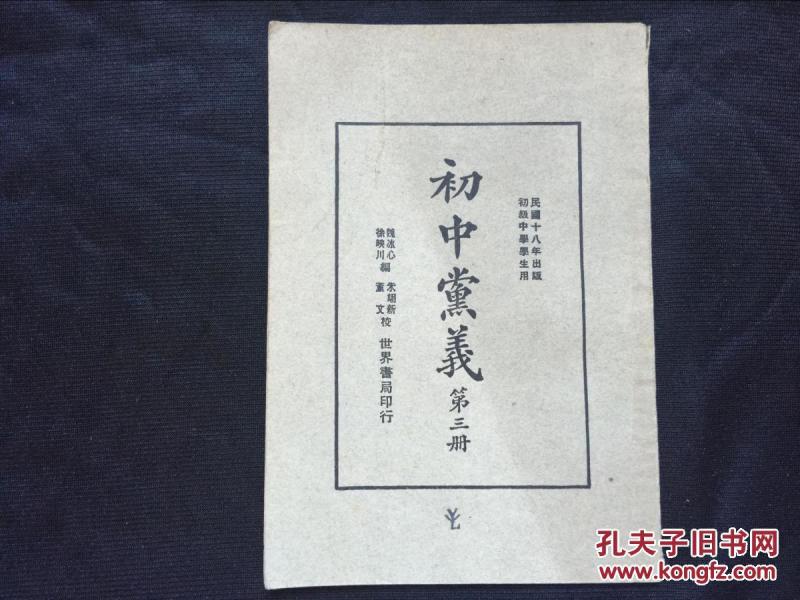 民國十八年出版
初級中學學生用
初中黨義 第三册
魏冰心
徐映川 編
朱翊新
董文 校
世界書局印行
孔夫子旧书网
www.kongfz.com